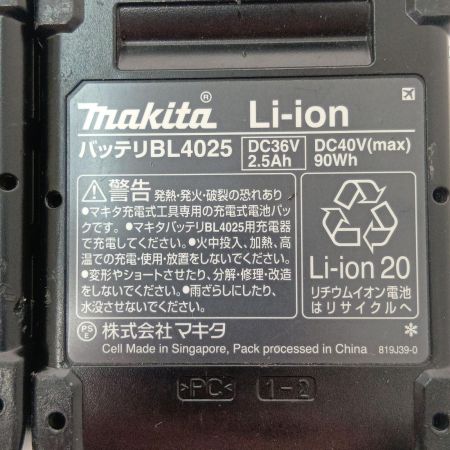 makita® Li-ion
バッテリBL4025 DC36V 2.5Ah DC40V(max) 90Wh
⚠警告 発熱・発火・破裂の恐れあり
●マキタ充電式工具専用の充電式電池パックです。●マキタバッテリBL4025用充電器
で充電してください。●火中投入、加熱、高
温での充電・使用・放置をしないでください。
●変形やショートさせたり、分解・修理・改造
をしないでください。●雨ざらしにしたり、
水没させないでください。
Li-ion 20
リチウムイオン電池
はリサイクルへ
PSE 株式会社マキタ *
Cell Made in Singapore, Pack processed in China 819J39-0
>PC< 1-2